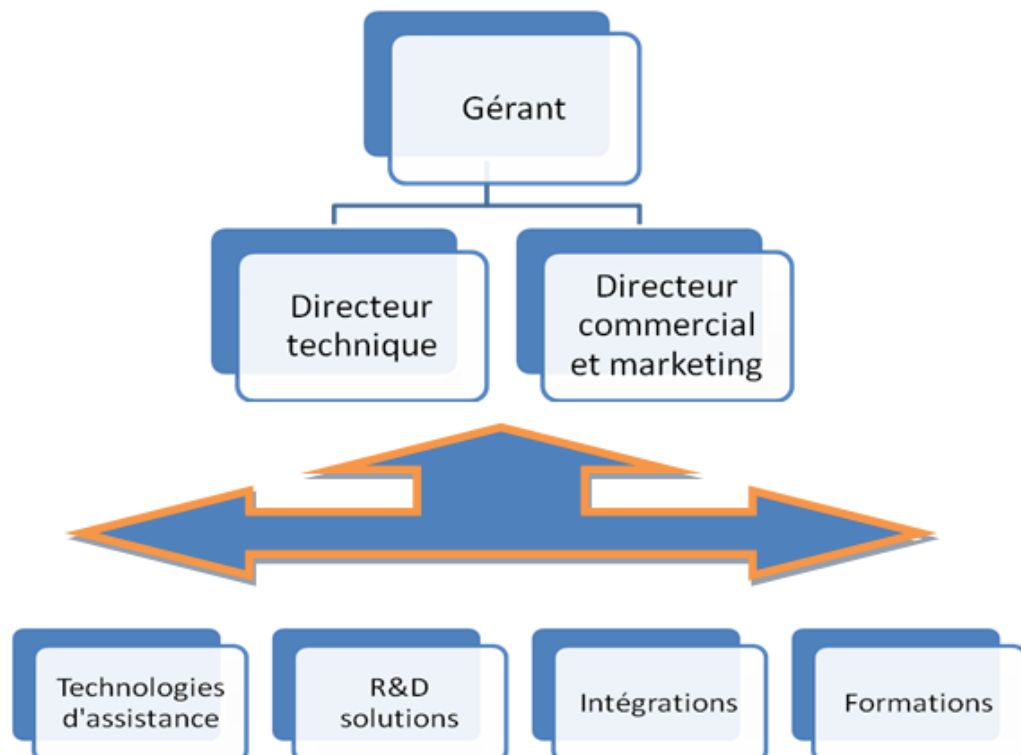 Gérant
Directeur
technique
Directeur
commercial
et marketing
Technologies
d'assistance
R&D
solutions
Intégrations
Formations